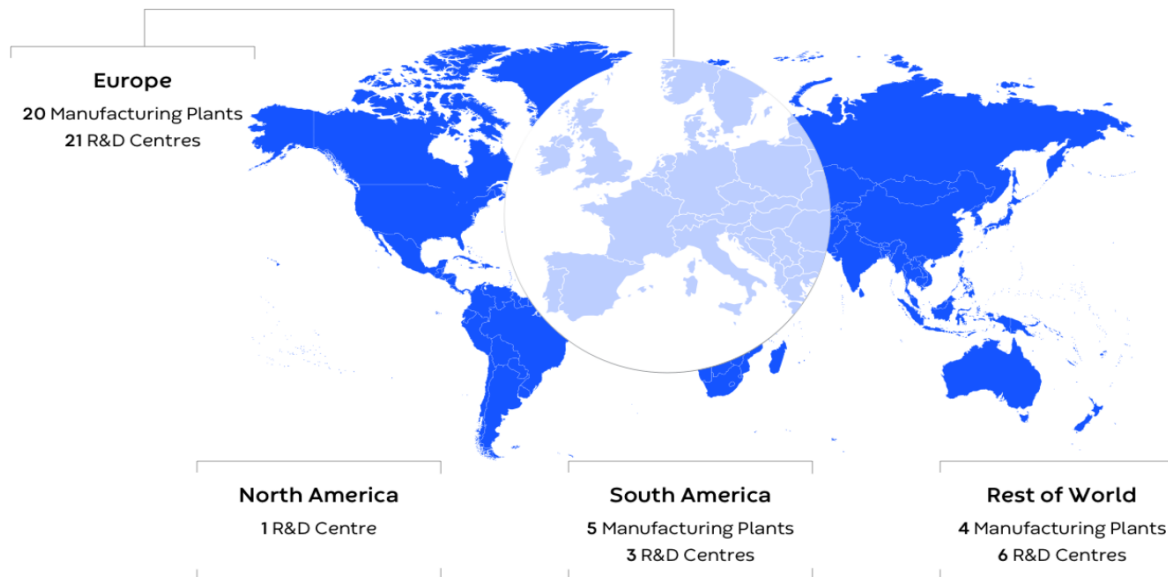 Europe
20 Manufacturing Plants
21 R&D Centres
North America
1 R&D Centre
South America
5 Manufacturing Plants
3 R&D Centres
Rest of World
4 Manufacturing Plants
6 R&D Centres